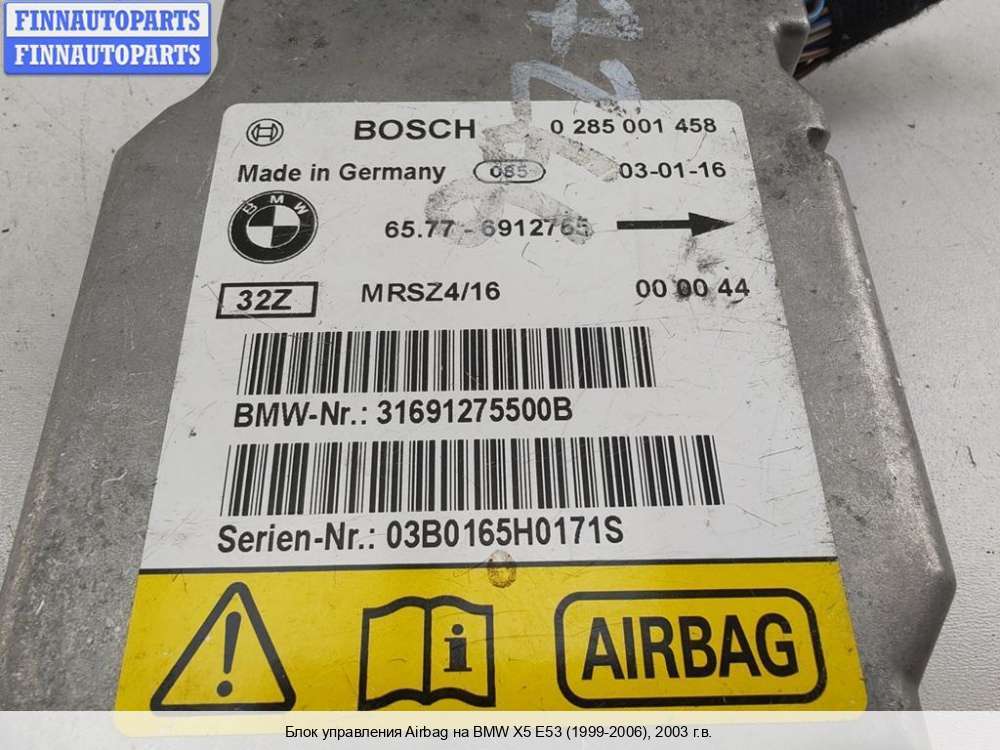 FINNAUTOPARTS
FINNAUTOPARTS
BOSCH 0 285 001 458
Made in Germany 085 03-01-16
BMW
65.77 - 6912765
32Z MRSZ4/16 00 00 44
BMW-Nr.: 31691275500B
Serien-Nr.: 03B0165H0171S
AIRBAG
Блок управления Airbag на BMW X5 E53 (1999-2006), 2003 г.в.